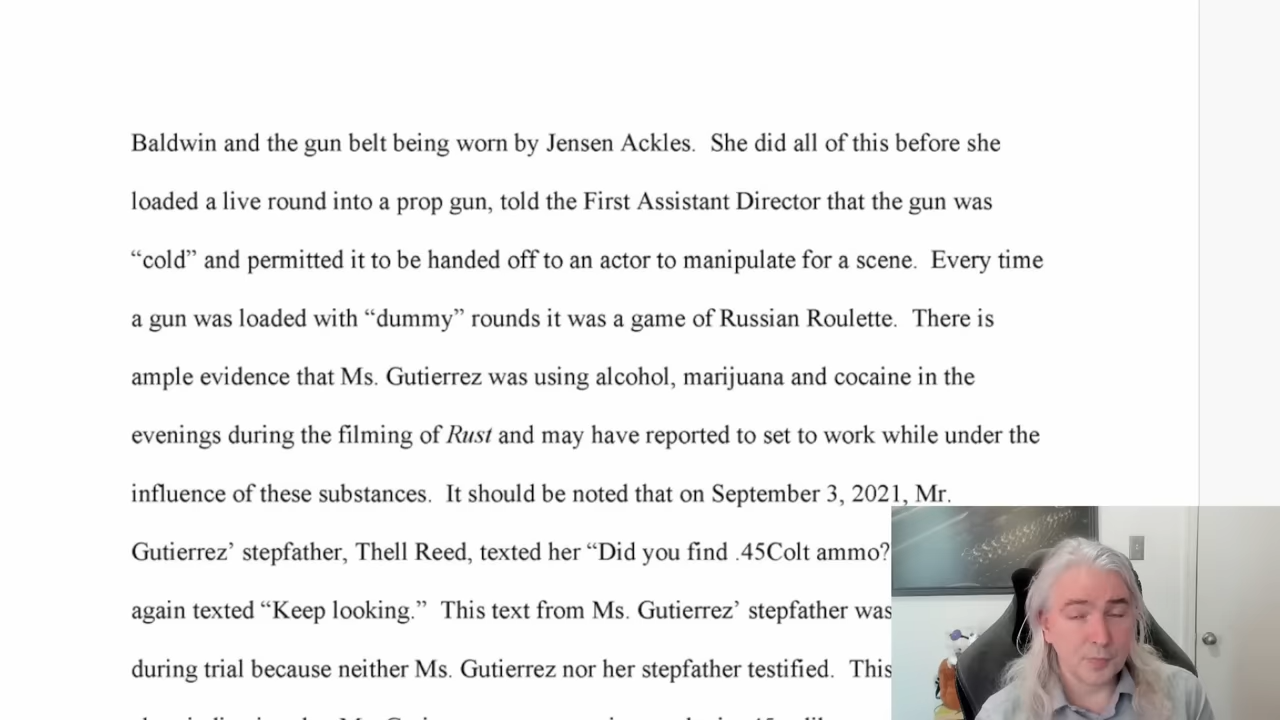 Baldwin and the gun belt being worn by Jensen Ackles.  She did all of this before she
loaded a live round into a prop gun, told the First Assistant Director that the gun was
“cold” and permitted it to be handed off to an actor to manipulate for a scene.  Every time
a gun was loaded with “dummy” rounds it was a game of Russian Roulette.  There is
ample evidence that Ms. Gutierrez was using alcohol, marijuana and cocaine in the
evenings during the filming of Rust and may have reported to set to work while under the
influence of these substances.  It should be noted that on September 3, 2021, Mr.
Gutierrez’ stepfather, Thell Reed, texted her “Did you find .45Colt ammo?
again texted “Keep looking.”  This text from Ms. Gutierrez’ stepfather was
during trial because neither Ms. Gutierrez nor her stepfather testified.  This